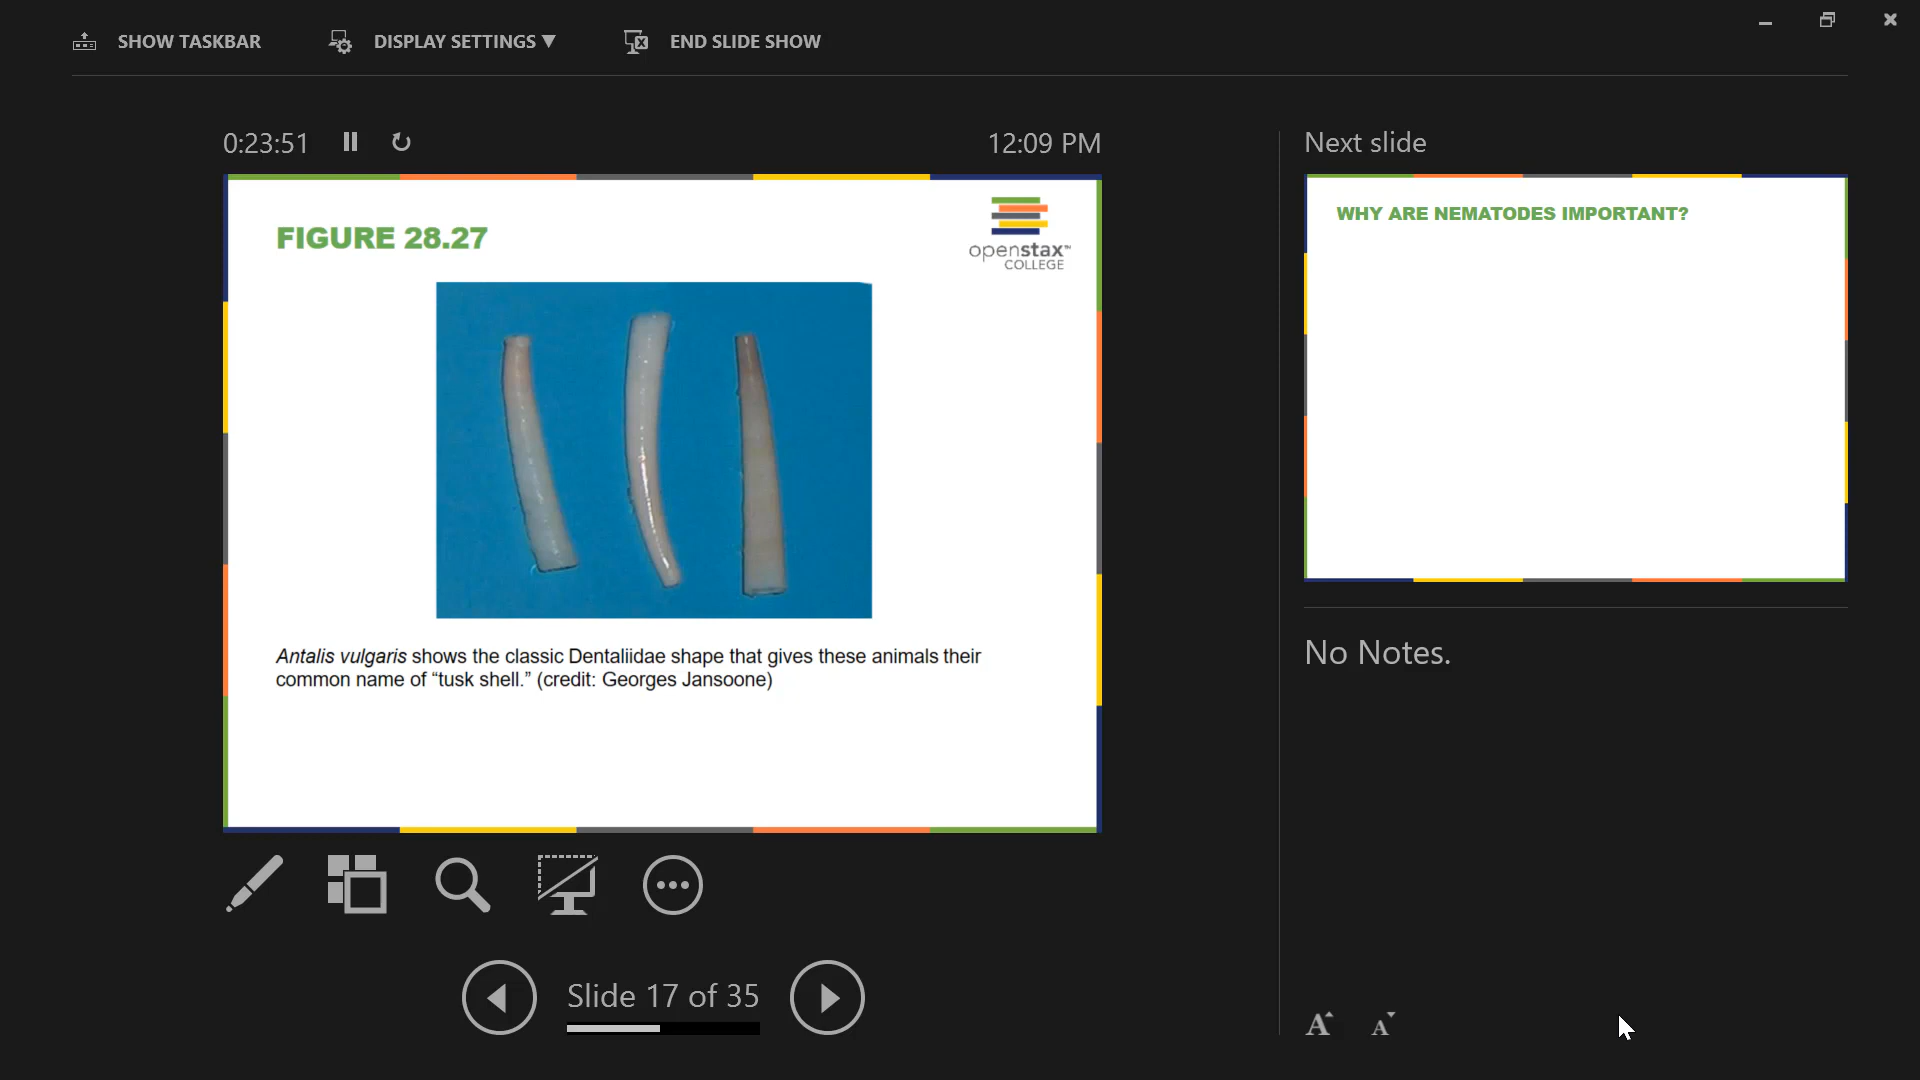 SHOW TASKBAR
DISPLAY SETTINGS ▼
END SLIDE SHOW
0:23:51
12:09 PM
FIGURE 28.27
openstax™
COLLEGE
Antalis vulgaris shows the classic Dentaliidae shape that gives these animals their
common name of “tusk shell.” (credit: Georges Jansoone)
Slide 17 of 35
Next slide
WHY ARE NEMATODES IMPORTANT?
No Notes.
A
A